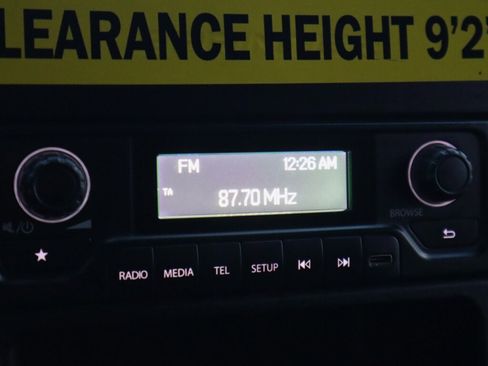 LEARANCE HEIGHT 9'2"
FM 12:26 AM
TA
87.70 MHz
BROWSE
RADIO MEDIA TEL SETUP